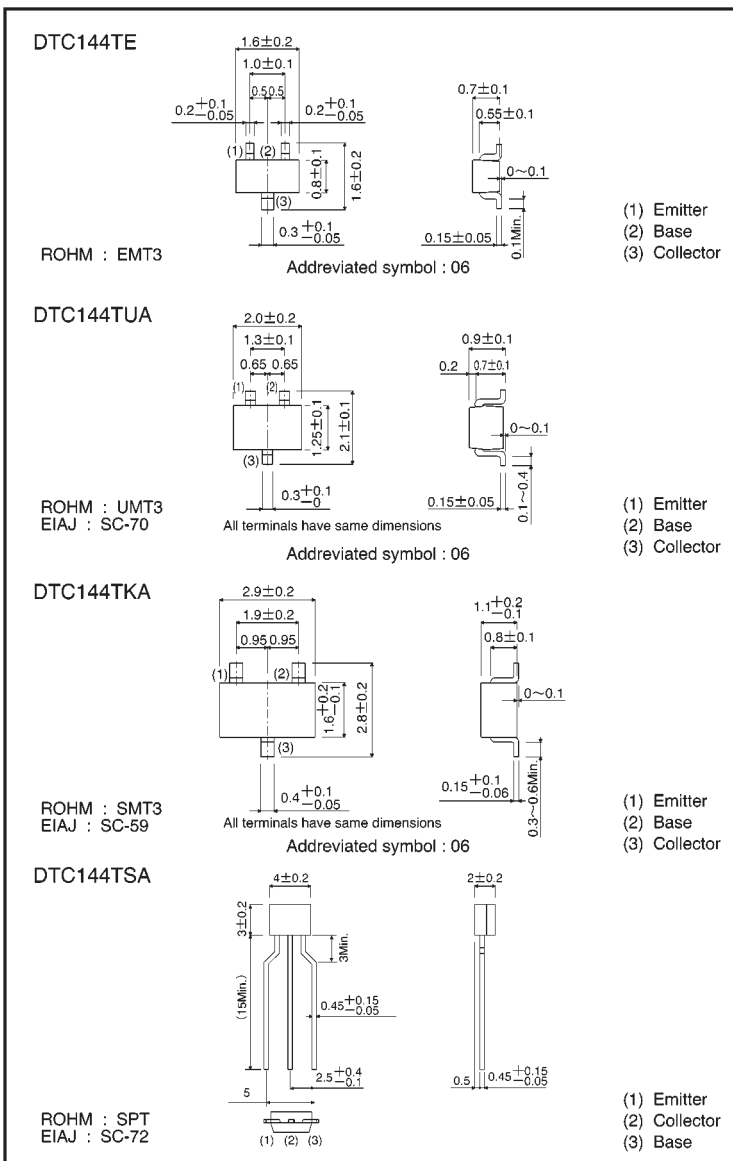 DTC144TE
1.6±0.2
1.0±0.1
0.5 0.5
0.2+0.1−0.05
0.2+0.1−0.05
(1) (2)
(3)
0.8±0.1
1.6±0.2
0.3+0.1−0.05
0.7±0.1
0.55±0.1
0~0.1
0.15±0.05
0.1Min.
ROHM : EMT3
Addreviated symbol : 06
(1) Emitter
(2) Base
(3) Collector
DTC144TUA
2.0±0.2
1.3±0.1
0.65 0.65
(1) (2)
(3)
1.25±0.1
2.1±0.1
0.3+0.1−0
0.9±0.1
0.2 0.7±0.1
0~0.1
0.15±0.05
0.1~0.4
ROHM : UMT3
EIAJ : SC-70
All terminals have same dimensions
Addreviated symbol : 06
(1) Emitter
(2) Base
(3) Collector
DTC144TKA
2.9±0.2
1.9±0.2
0.95 0.95
(1) (2)
(3)
1.6+0.2−0.1
2.8±0.2
0.4+0.1−0.05
1.1+0.2−0.1
0.8±0.1
0~0.1
0.15+0.1−0.06
0.3~0.6Min.
ROHM : SMT3
EIAJ : SC-59
All terminals have same dimensions
Addreviated symbol : 06
(1) Emitter
(2) Base
(3) Collector
DTC144TSA
4±0.2
3±0.2
(15Min.)
3Min.
0.45+0.15−0.05
2.5+0.4−0.1
5
(1) (2) (3)
2±0.2
0.5
0.45+0.15−0.05
ROHM : SPT
EIAJ : SC-72
(1) Emitter
(2) Collector
(3) Base